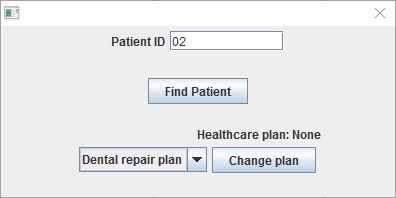 Patient ID 02
Find Patient
Healthcare plan: None
Dental repair plan Change plan